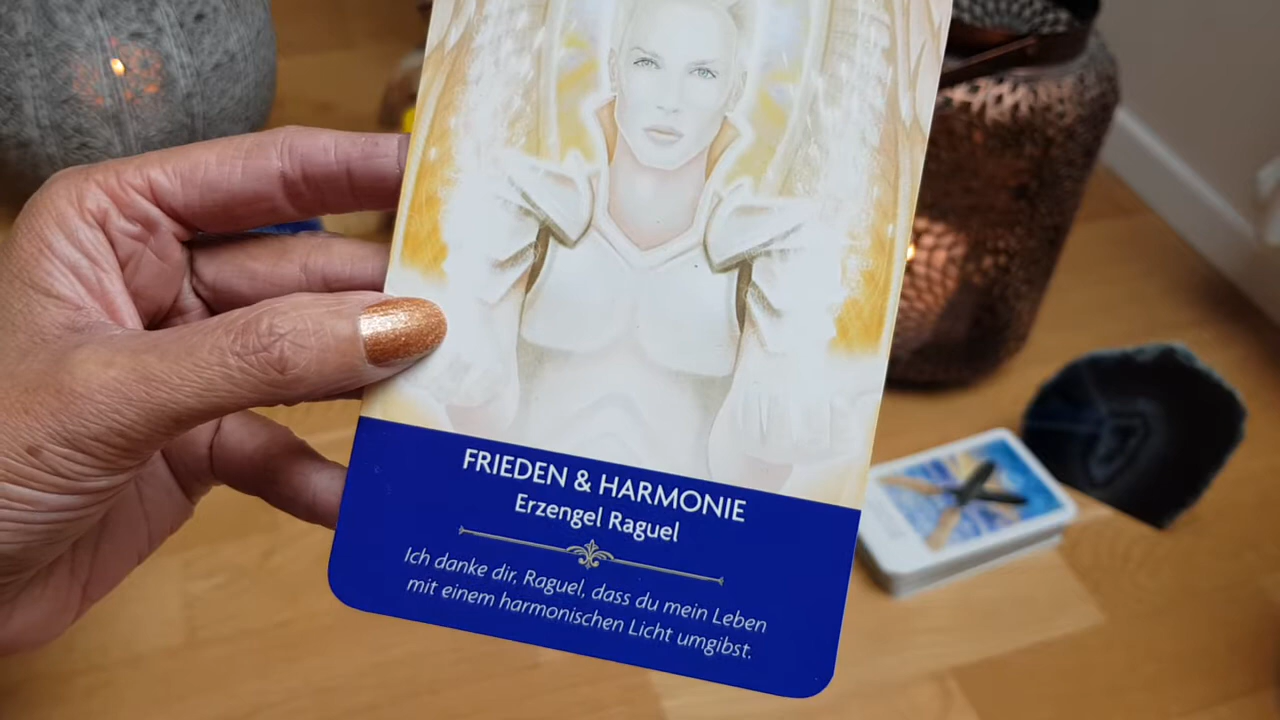 FRIEDEN & HARMONIE
Erzengel Raguel
Ich danke dir, Raguel, dass du mein Leben
mit einem harmonischen Licht umgibst.